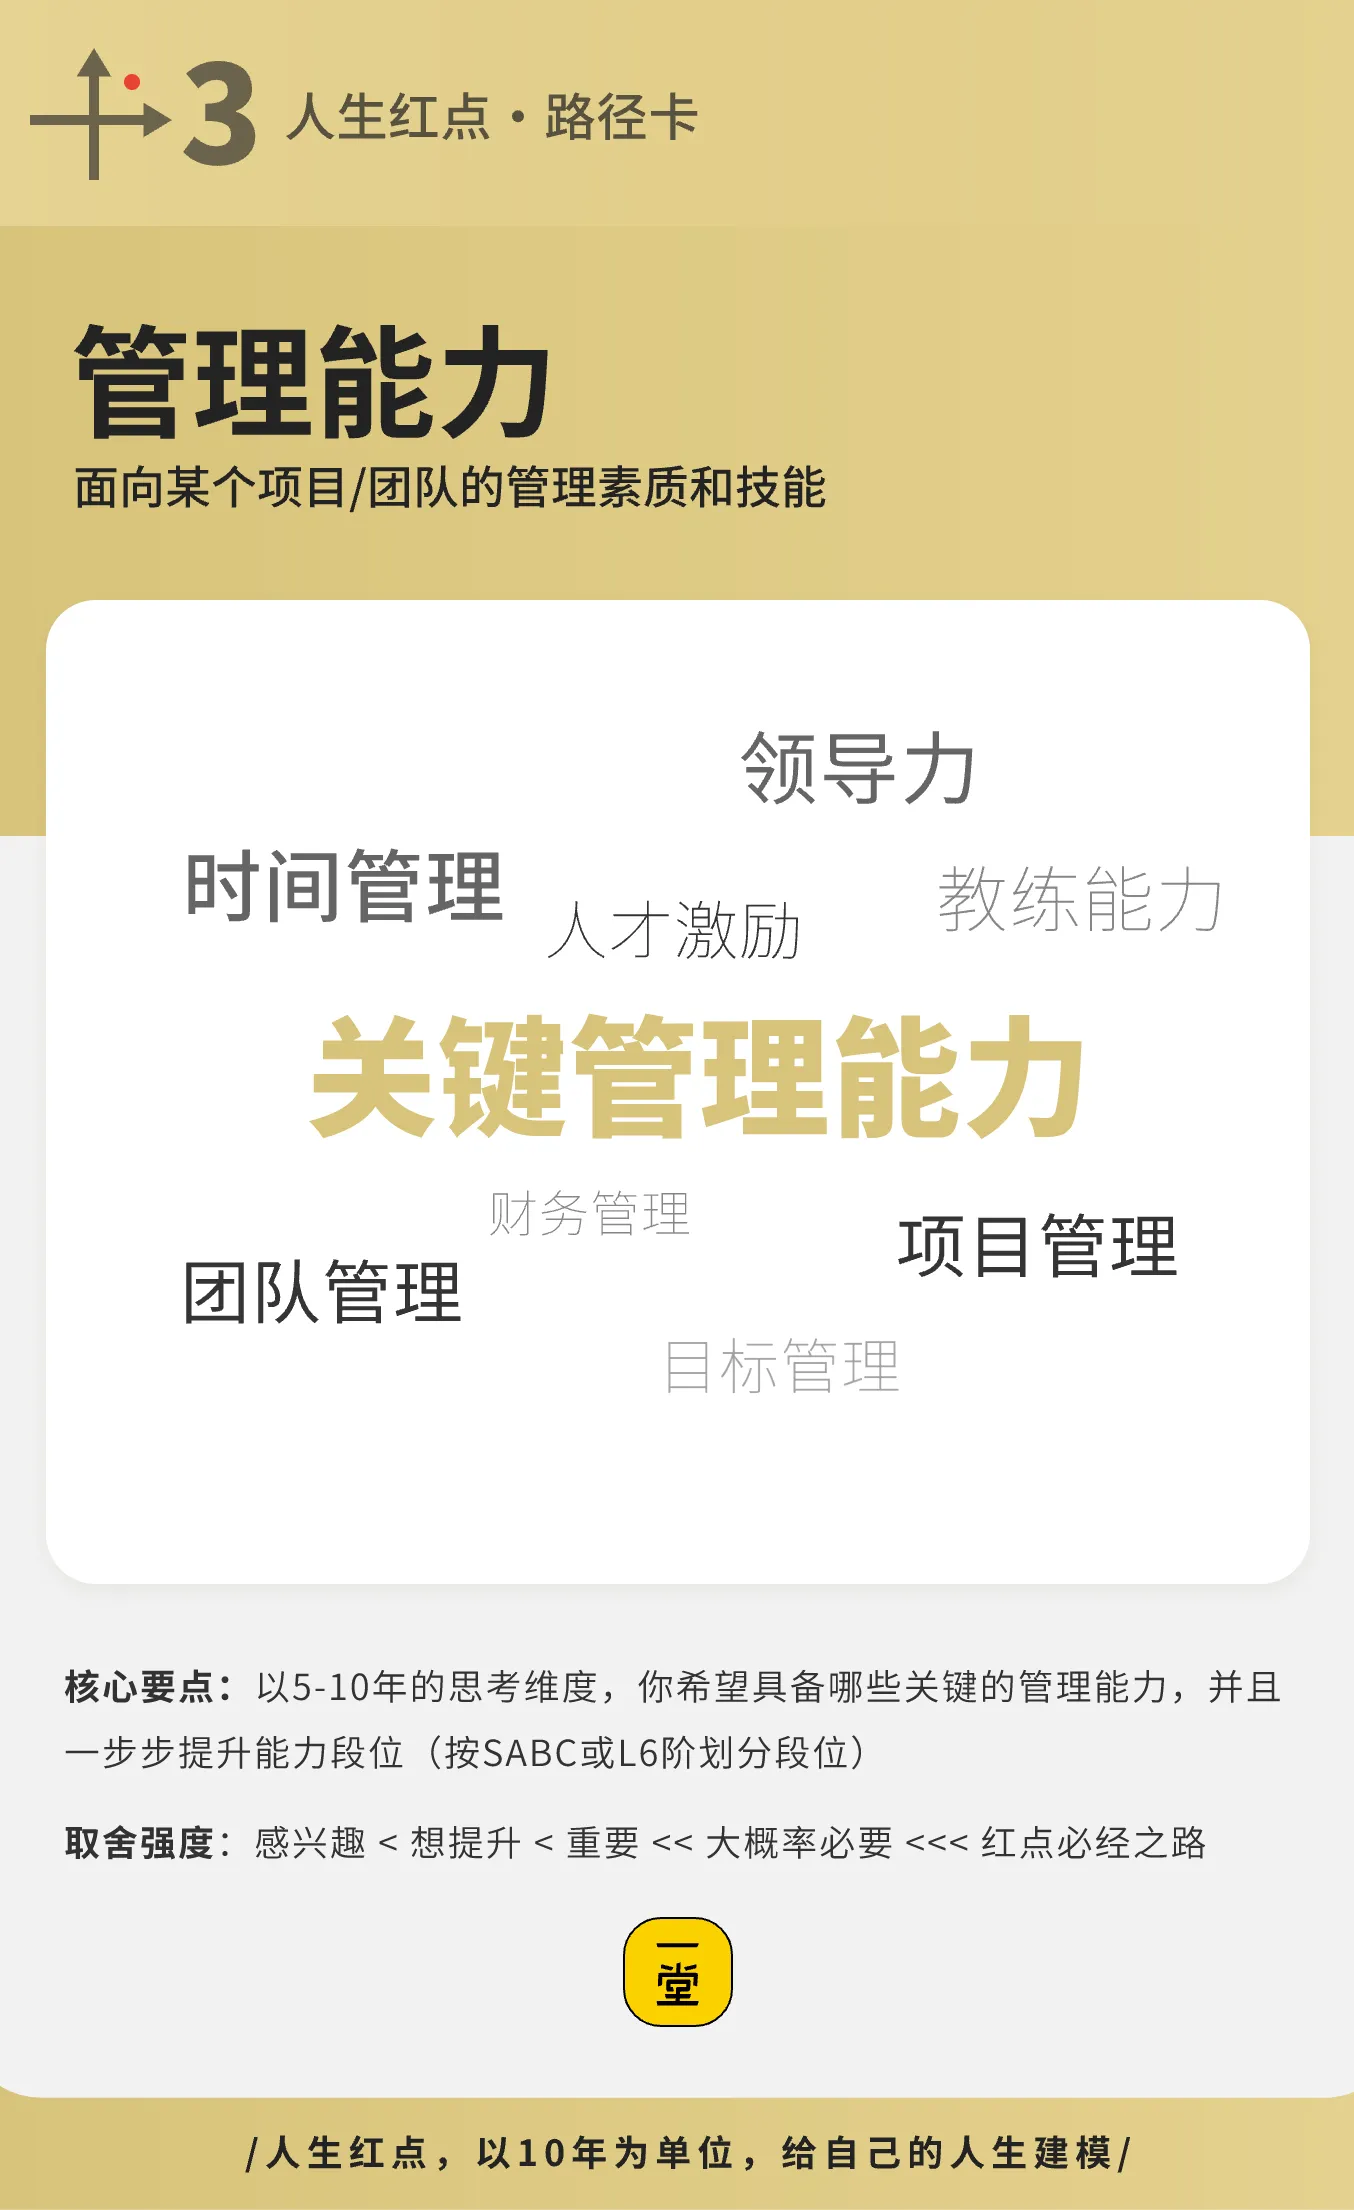 3 人生红点·路径卡
管理能力
面向某个项目/团队的管理素质和技能
领导力
时间管理
人才激励
教练能力
关键管理能力
财务管理
项目管理
团队管理
目标管理
核心要点：以5-10年的思考维度，你希望具备哪些关键的管理能力，并且
一步步提升能力段位（按SABC或L6阶划分段位）
取舍强度：感兴趣 < 想提升 < 重要 << 大概率必要 <<< 红点必经之路
一
堂
/人生红点，以10年为单位，给自己的人生建模/